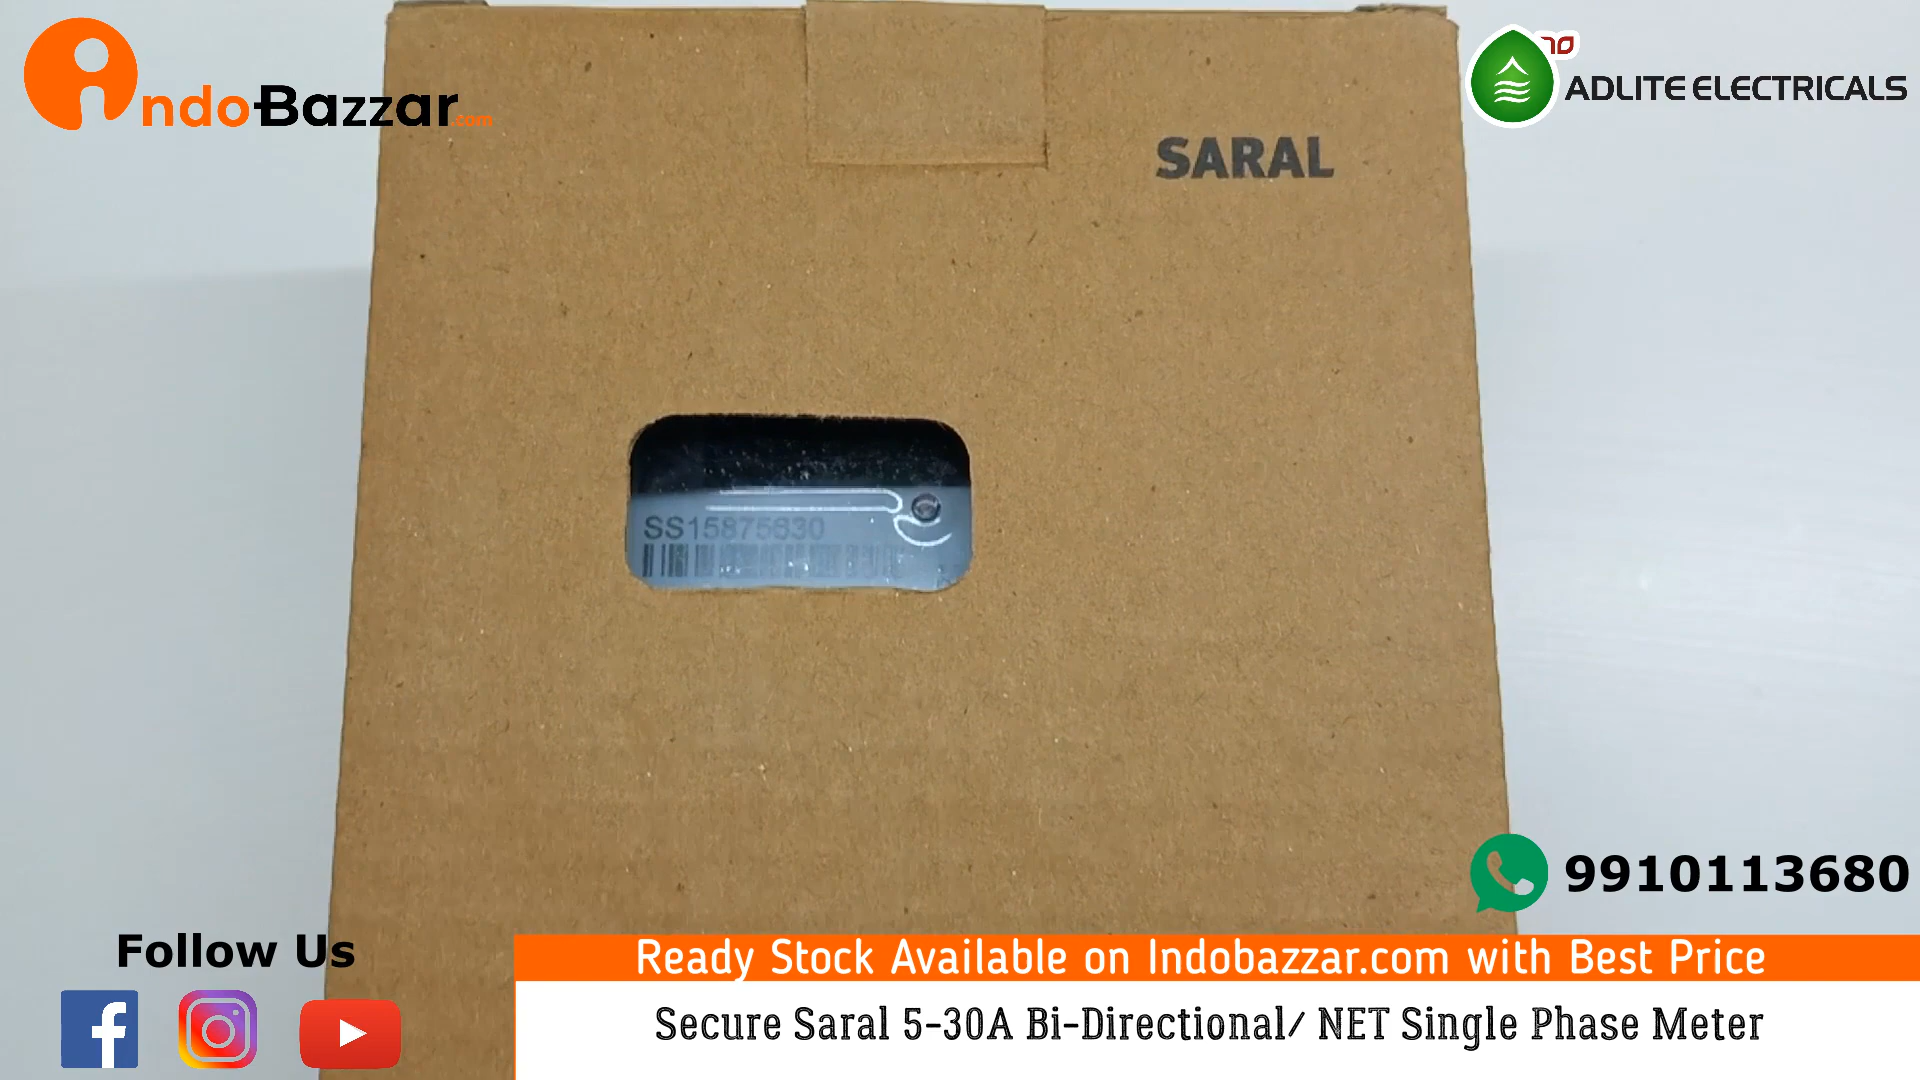 indoBazzar.com
ADLITE ELECTRICALS
SARAL
SS15875630
9910113680
Follow Us
Ready Stock Available on Indobazzar.com with Best Price
Secure Saral 5-30A Bi-Directional/ NET Single Phase Meter